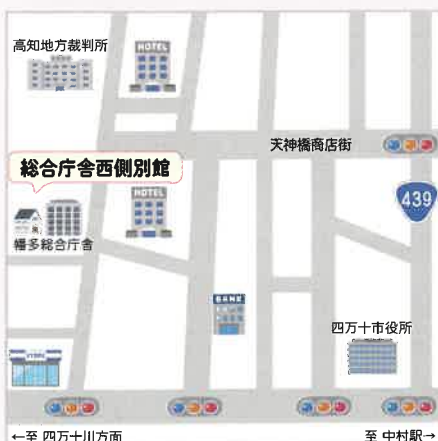 高知地方裁判所
HOTEL
天神橋商店街
総合庁舎西側別館
439
HOTEL
幡多総合庁舎
BANK
四万十市役所
←至 四万十川方面
至 中村駅→